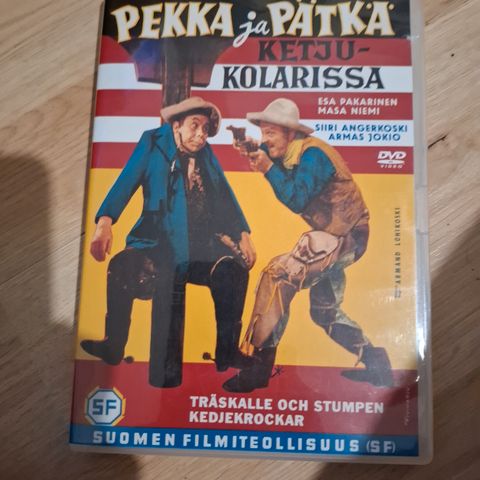 PEKKA ja PÄTKÄ
KETJU-
KOLARISSA
ESA PAKARINEN
MASA NIEMI
SIIRI ANGERKOSKI
ARMAS JOKIO
DVD
VIDEO
ARMAND LOHIKOSKI
TRÄSKALLE OCH STUMPEN
KEDJEKROCKAR
SF
SUOMEN FILMITEOLLISUUS (SF)